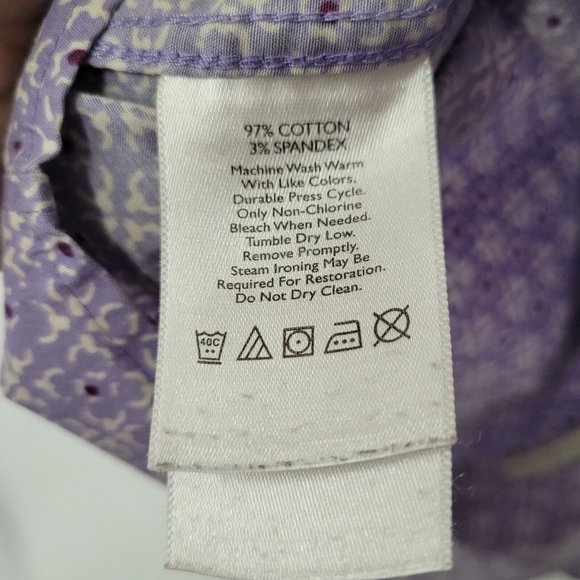 97% COTTON
3% SPANDEX
Machine Wash Warm
With Like Colors.
Durable Press Cycle.
Only Non-Chlorine
Bleach When Needed.
Tumble Dry Low.
Remove Promptly.
Steam Ironing May Be
Required For Restoration.
Do Not Dry Clean.
40C